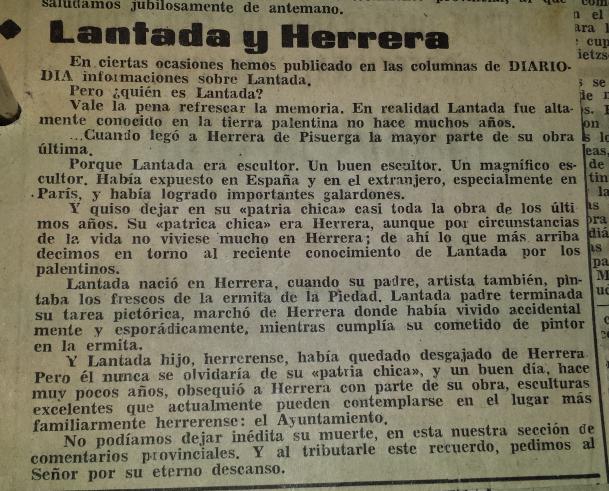 saludamos jubilosamente de antemano.
Lantada y Herrera
En ciertas ocasiones hemos publicado en las columnas de DIARIO-
DIA informaciones sobre Lantada.
Pero ¿quién es Lantada?
Vale la pena refrescar la memoria. En realidad Lantada fue alta-
mente conocido en la tierra palentina no hace muchos años.
...Cuando legó a Herrera de Pisuerga la mayor parte de su obra
última.
Porque Lantada era escultor. Un buen escultor. Un magnífico es-
cultor. Había expuesto en España y en el extranjero, especialmente en
París, y había logrado importantes galardones.
Y quiso dejar en su «patria chica» casi toda la obra de los últi-
mos años. Su «patrica chica» era Herrera, aunque por circunstancias
de la vida no viviese mucho en Herrera; de ahí lo que más arriba
decimos en torno al reciente conocimiento de Lantada por los
palentinos.
Lantada nació en Herrera, cuando su padre, artista también, pin-
taba los frescos de la ermita de la Piedad. Lantada padre terminada
su tarea pictórica, marchó de Herrera donde había vivido accidental
mente y esporádicamente, mientras cumplía su cometido de pintor
en la ermita.
Y Lantada hijo, herrerense, había quedado desgajado de Herrera.
Pero él nunca se olvidaría de su «patria chica», y un buen día, hace
muy pocos años, obsequió a Herrera con parte de su obra, esculturas
excelentes que actualmente pueden contemplarse en el lugar más
familiarmente herrerense: el Ayuntamiento.
No podíamos dejar inédita su muerte, en esta nuestra sección de
comentarios provinciales. Y al tributarle este recuerdo, pedimos al
Señor por su eterno descanso.